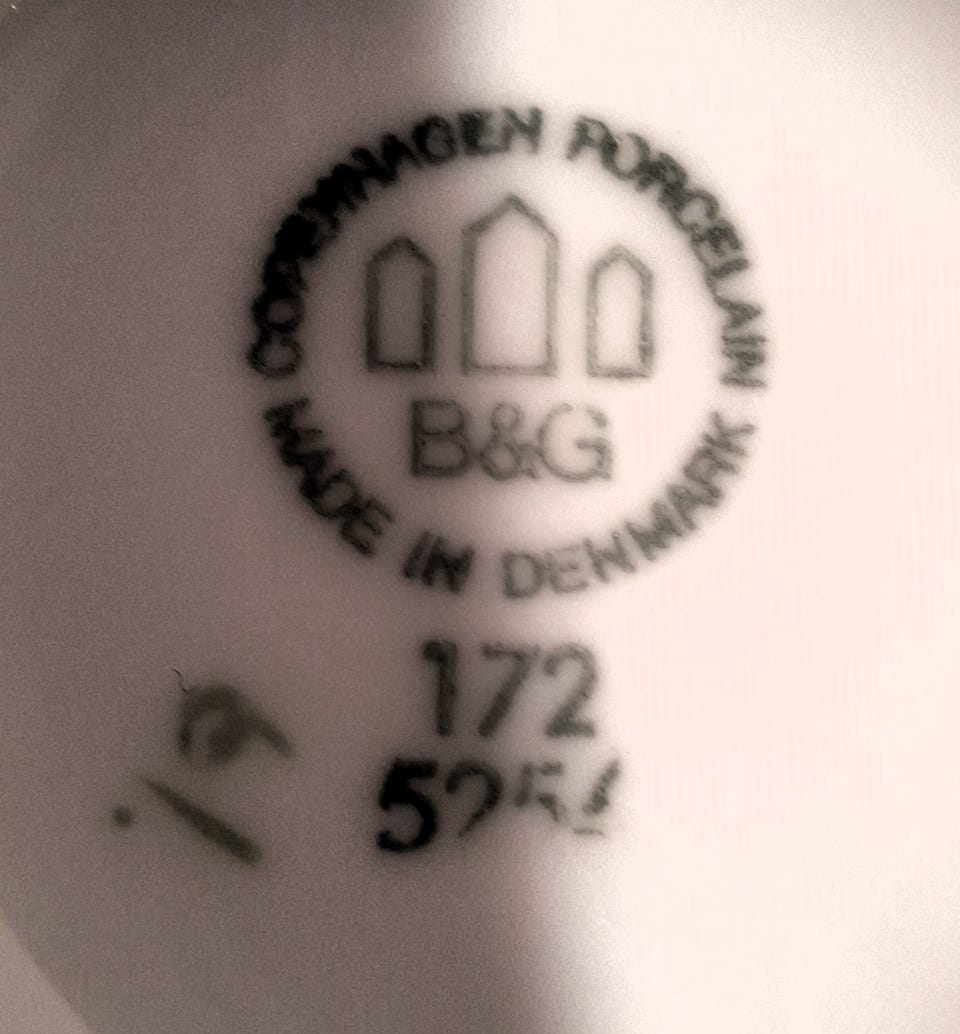 COPENHAGEN PORCELAIN
B&G
MADE IN DENMARK
172